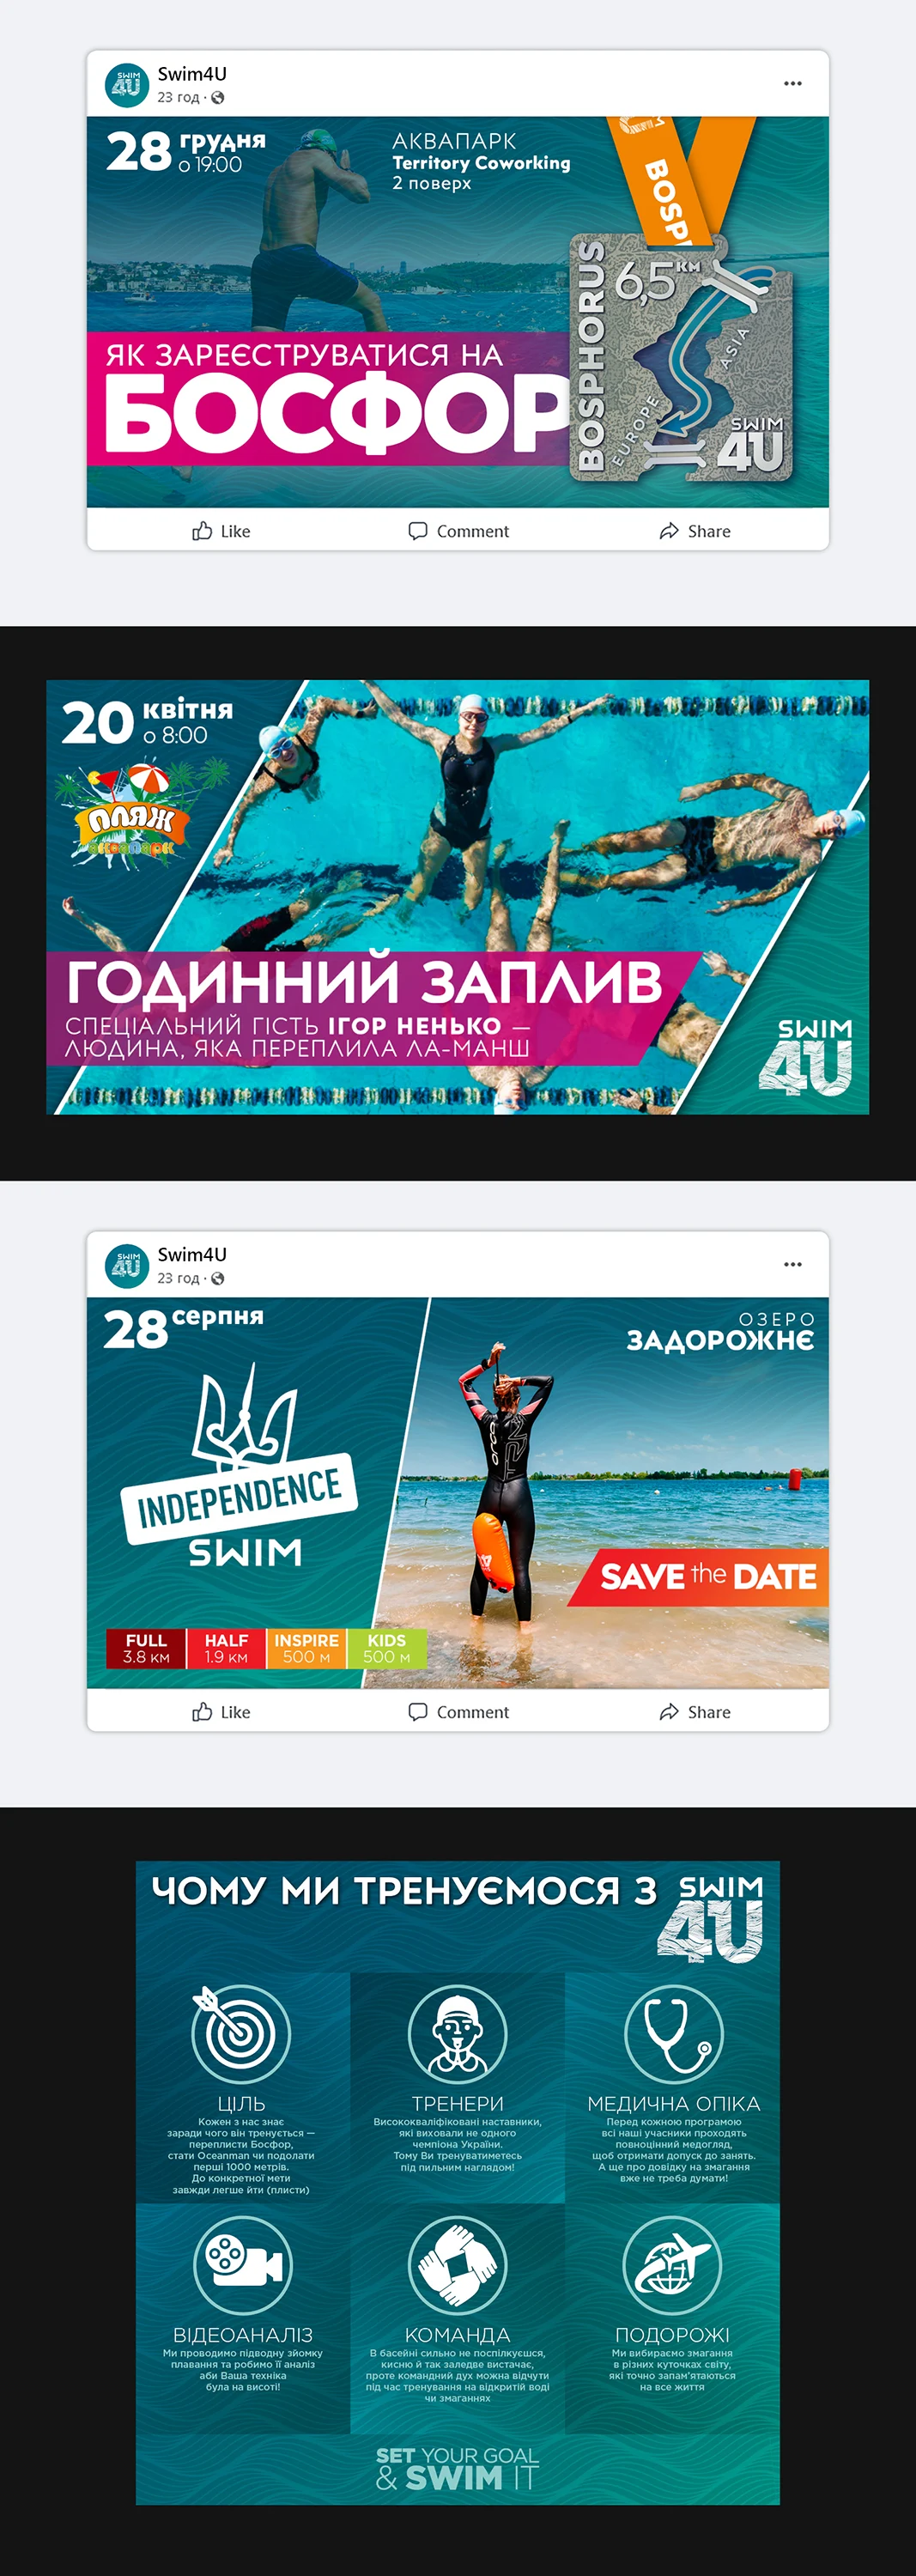 SWIM
4U
Swim4U
23 год ·
28 грудня
о 19:00
АКВАПАРК
Territory Coworking
2 поверх
BOSP
ЯК ЗАРЕЄСТРУВАТИСЯ НА
БОСФОР
BOSPHORUS
6,5 КМ
EUROPE
ASIA
SWIM
4U
Like
Comment
Share
20 квітня
о 8:00
ПЛЯЖ
аквапарк
ГОДИННИЙ ЗАПЛИВ
СПЕЦІАЛЬНИЙ ГІСТЬ ІГОР НЕНЬКО —
ЛЮДИНА, ЯКА ПЕРЕПЛИЛА ЛА-МАНШ
SWIM
4U
SWIM
4U
Swim4U
23 год ·
28 серпня
ОЗЕРО
ЗАДОРОЖНЄ
INDEPENDENCE
SWIM
SAVE the DATE
FULL
3.8 км
HALF
1.9 км
INSPIRE
500 м
KIDS
500 м
Like
Comment
Share
ЧОМУ МИ ТРЕНУЄМОСЯ З SWIM
4U
ЦІЛЬ
Кожен з нас знає
заради чого він тренується —
переплисти Босфор,
стати Oceanman чи подолати
перші 1000 метрів.
До конкретної мети
завжди легше йти (плисти)
ТРЕНЕРИ
Висококваліфіковані наставники,
які виховали не одного
чемпіона України.
Тому Ви тренуватиметесь
під пильним наглядом!
МЕДИЧНА ОПІКА
Перед кожною програмою
всі наші учасники проходять
повноцінний медогляд,
щоб отримати допуск до занять.
А ще про довідку на змагання
вже не треба думати!
ВІДЕОАНАЛІЗ
Ми проводимо підводну зйомку
плавання та робимо її аналіз
аби Ваша техніка
була на висоті!
КОМАНДА
В басейні сильно не поспілкуєшся,
кисню й так заледве вистачає,
проте командний дух можна відчути
під час тренування на відкритій воді
чи змаганнях
ПОДОРОЖІ
Ми вибираємо змагання
в різних куточках світу,
які точно запам'ятаються
на все життя
SET YOUR GOAL
& SWIM IT